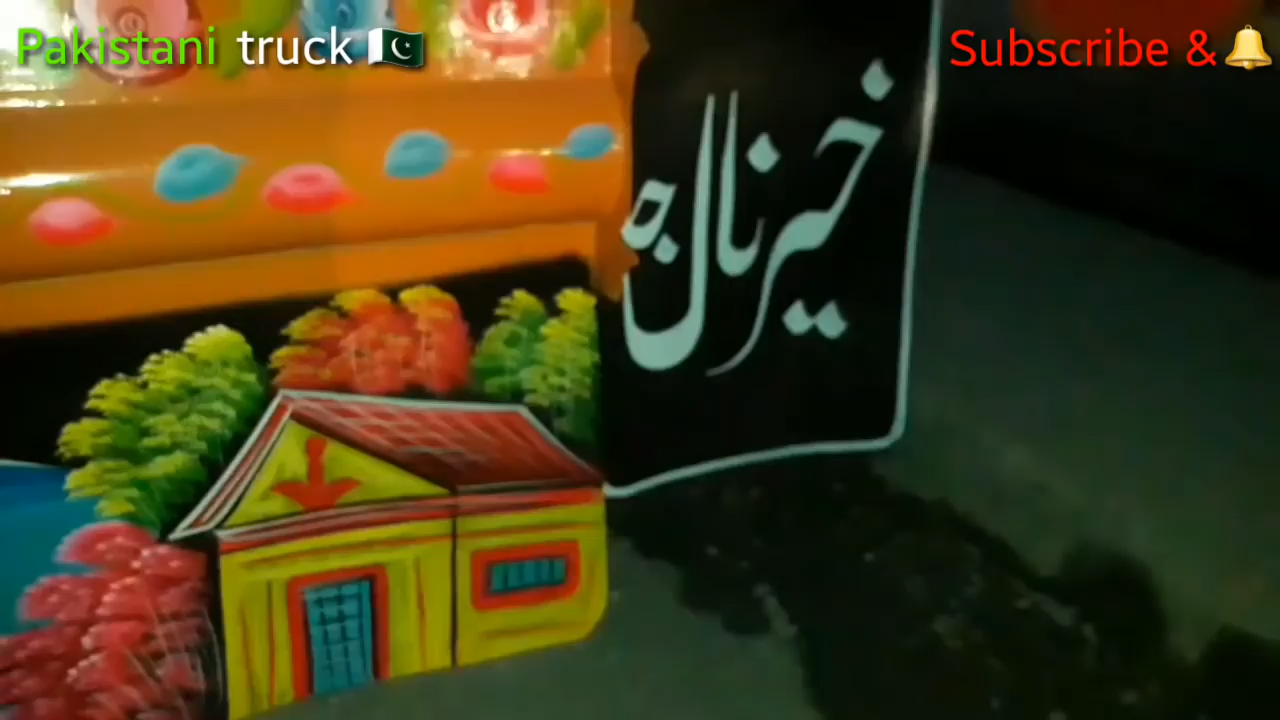 Pakistani truck 🇵🇰
Subscribe & 🔔
خیر نال جا